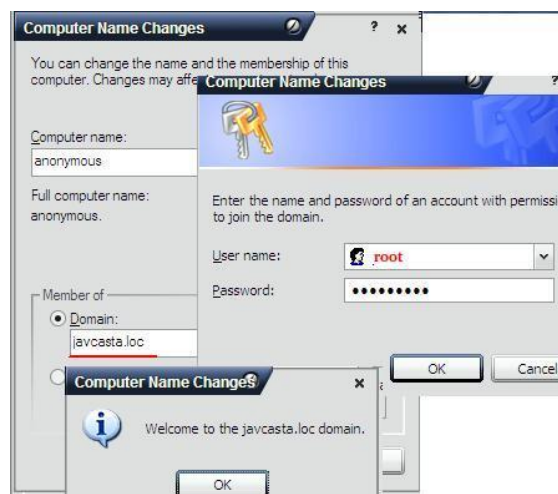 Computer Name Changes
You can change the name and the membership of this
computer. Changes may affe
Computer name:
anonymous
Full computer name:
anonymous.
Member of
Domain:
javcasta.loc
Computer Name Changes
Enter the name and password of an account with permissi
to join the domain.
User name:
root
Password:
OK
Cancel
Computer Name Changes
Welcome to the javcasta.loc domain.
OK